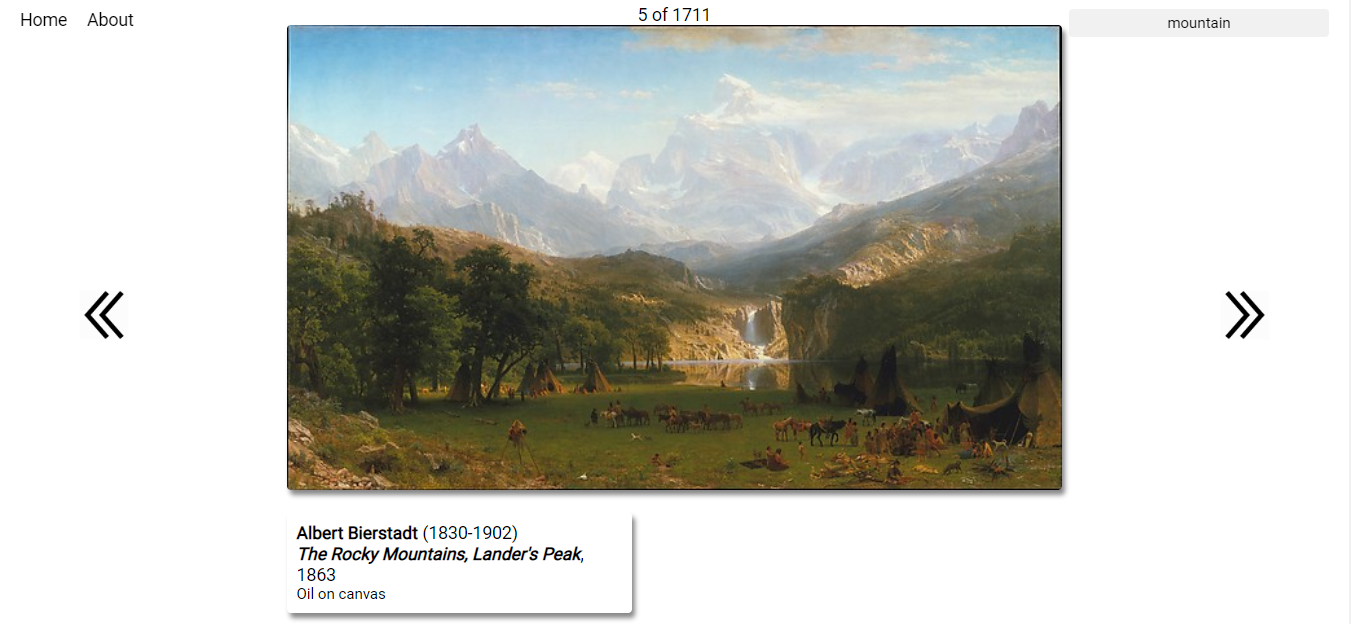 Home About
5 of 1711
mountain
Albert Bierstadt (1830-1902)
The Rocky Mountains, Lander's Peak,
1863
Oil on canvas